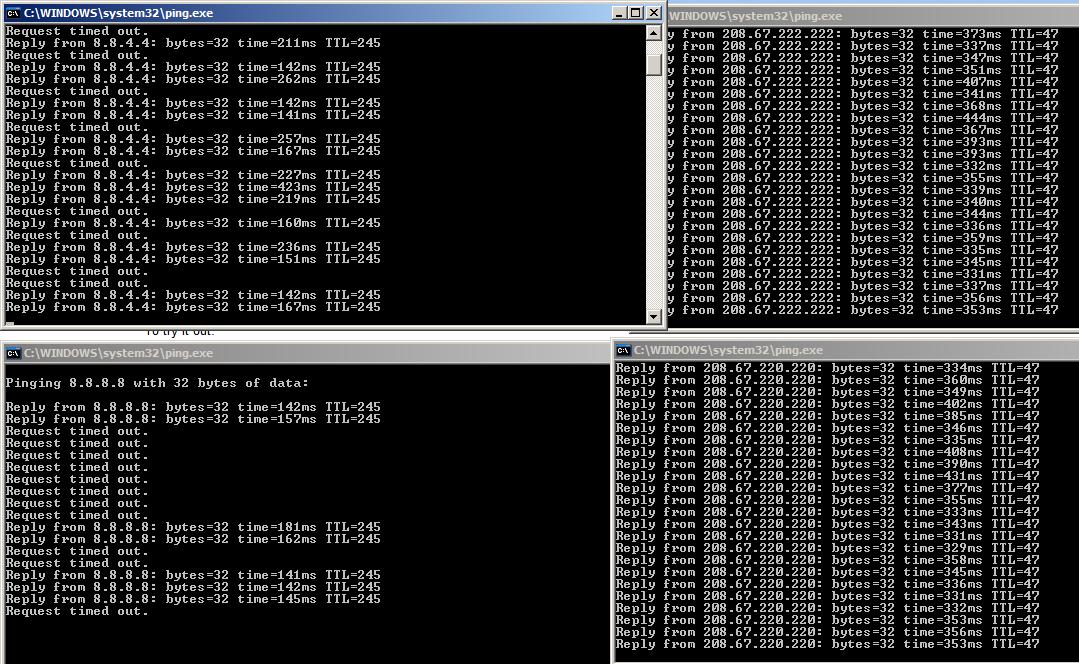 C:\WINDOWS\system32\ping.exe
Request timed out.
Reply from 8.8.4.4: bytes=32 time=211ms TTL=245
Request timed out.
Reply from 8.8.4.4: bytes=32 time=142ms TTL=245
Reply from 8.8.4.4: bytes=32 time=262ms TTL=245
Request timed out.
Reply from 8.8.4.4: bytes=32 time=142ms TTL=245
Reply from 8.8.4.4: bytes=32 time=141ms TTL=245
Request timed out.
Reply from 8.8.4.4: bytes=32 time=257ms TTL=245
Reply from 8.8.4.4: bytes=32 time=167ms TTL=245
Request timed out.
Reply from 8.8.4.4: bytes=32 time=227ms TTL=245
Reply from 8.8.4.4: bytes=32 time=423ms TTL=245
Reply from 8.8.4.4: bytes=32 time=219ms TTL=245
Request timed out.
Reply from 8.8.4.4: bytes=32 time=160ms TTL=245
Request timed out.
Reply from 8.8.4.4: bytes=32 time=236ms TTL=245
Reply from 8.8.4.4: bytes=32 time=151ms TTL=245
Request timed out.
Request timed out.
Reply from 8.8.4.4: bytes=32 time=142ms TTL=245
Reply from 8.8.4.4: bytes=32 time=167ms TTL=245
WINDOWS\system32\ping.exe
y from 208.67.222.222: bytes=32 time=373ms TTL=47
y from 208.67.222.222: bytes=32 time=337ms TTL=47
y from 208.67.222.222: bytes=32 time=347ms TTL=47
y from 208.67.222.222: bytes=32 time=351ms TTL=47
y from 208.67.222.222: bytes=32 time=407ms TTL=47
y from 208.67.222.222: bytes=32 time=341ms TTL=47
y from 208.67.222.222: bytes=32 time=368ms TTL=47
y from 208.67.222.222: bytes=32 time=444ms TTL=47
y from 208.67.222.222: bytes=32 time=367ms TTL=47
y from 208.67.222.222: bytes=32 time=393ms TTL=47
y from 208.67.222.222: bytes=32 time=393ms TTL=47
y from 208.67.222.222: bytes=32 time=332ms TTL=47
y from 208.67.222.222: bytes=32 time=355ms TTL=47
y from 208.67.222.222: bytes=32 time=339ms TTL=47
y from 208.67.222.222: bytes=32 time=340ms TTL=47
y from 208.67.222.222: bytes=32 time=344ms TTL=47
y from 208.67.222.222: bytes=32 time=336ms TTL=47
y from 208.67.222.222: bytes=32 time=359ms TTL=47
y from 208.67.222.222: bytes=32 time=335ms TTL=47
y from 208.67.222.222: bytes=32 time=345ms TTL=47
y from 208.67.222.222: bytes=32 time=331ms TTL=47
y from 208.67.222.222: bytes=32 time=337ms TTL=47
y from 208.67.222.222: bytes=32 time=356ms TTL=47
y from 208.67.222.222: bytes=32 time=353ms TTL=47
To try it out.
C:\WINDOWS\system32\ping.exe
Pinging 8.8.8.8 with 32 bytes of data:
Reply from 8.8.8.8: bytes=32 time=142ms TTL=245
Reply from 8.8.8.8: bytes=32 time=157ms TTL=245
Request timed out.
Request timed out.
Request timed out.
Request timed out.
Request timed out.
Request timed out.
Request timed out.
Request timed out.
Reply from 8.8.8.8: bytes=32 time=181ms TTL=245
Reply from 8.8.8.8: bytes=32 time=162ms TTL=245
Request timed out.
Request timed out.
Reply from 8.8.8.8: bytes=32 time=141ms TTL=245
Reply from 8.8.8.8: bytes=32 time=142ms TTL=245
Reply from 8.8.8.8: bytes=32 time=145ms TTL=245
Request timed out.
C:\WINDOWS\system32\ping.exe
Reply from 208.67.220.220: bytes=32 time=334ms TTL=47
Reply from 208.67.220.220: bytes=32 time=360ms TTL=47
Reply from 208.67.220.220: bytes=32 time=349ms TTL=47
Reply from 208.67.220.220: bytes=32 time=402ms TTL=47
Reply from 208.67.220.220: bytes=32 time=385ms TTL=47
Reply from 208.67.220.220: bytes=32 time=346ms TTL=47
Reply from 208.67.220.220: bytes=32 time=335ms TTL=47
Reply from 208.67.220.220: bytes=32 time=408ms TTL=47
Reply from 208.67.220.220: bytes=32 time=390ms TTL=47
Reply from 208.67.220.220: bytes=32 time=431ms TTL=47
Reply from 208.67.220.220: bytes=32 time=377ms TTL=47
Reply from 208.67.220.220: bytes=32 time=355ms TTL=47
Reply from 208.67.220.220: bytes=32 time=333ms TTL=47
Reply from 208.67.220.220: bytes=32 time=343ms TTL=47
Reply from 208.67.220.220: bytes=32 time=331ms TTL=47
Reply from 208.67.220.220: bytes=32 time=329ms TTL=47
Reply from 208.67.220.220: bytes=32 time=358ms TTL=47
Reply from 208.67.220.220: bytes=32 time=345ms TTL=47
Reply from 208.67.220.220: bytes=32 time=336ms TTL=47
Reply from 208.67.220.220: bytes=32 time=331ms TTL=47
Reply from 208.67.220.220: bytes=32 time=332ms TTL=47
Reply from 208.67.220.220: bytes=32 time=353ms TTL=47
Reply from 208.67.220.220: bytes=32 time=356ms TTL=47
Reply from 208.67.220.220: bytes=32 time=353ms TTL=47